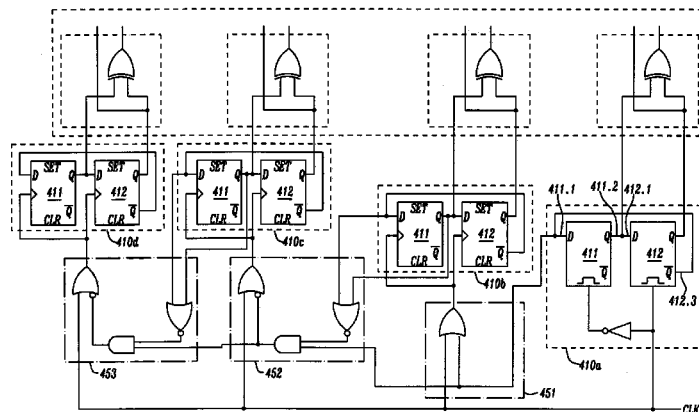 D SET Q D SET Q
411 412
CLR CLR Q
410d
D SET Q D SET Q
411 412
CLR CLR Q
410c
D SET Q D SET Q
411 412
CLR Q CLR Q
410b
411.1
411.2
412.1
D Q D Q
411 412
Q Q
412.3
410a
453
452
451
CLK